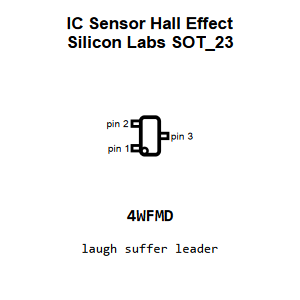 IC Sensor Hall Effect
Silicon Labs SOT_23
pin 2
pin 3
pin 1
4WFMD
laugh suffer leader